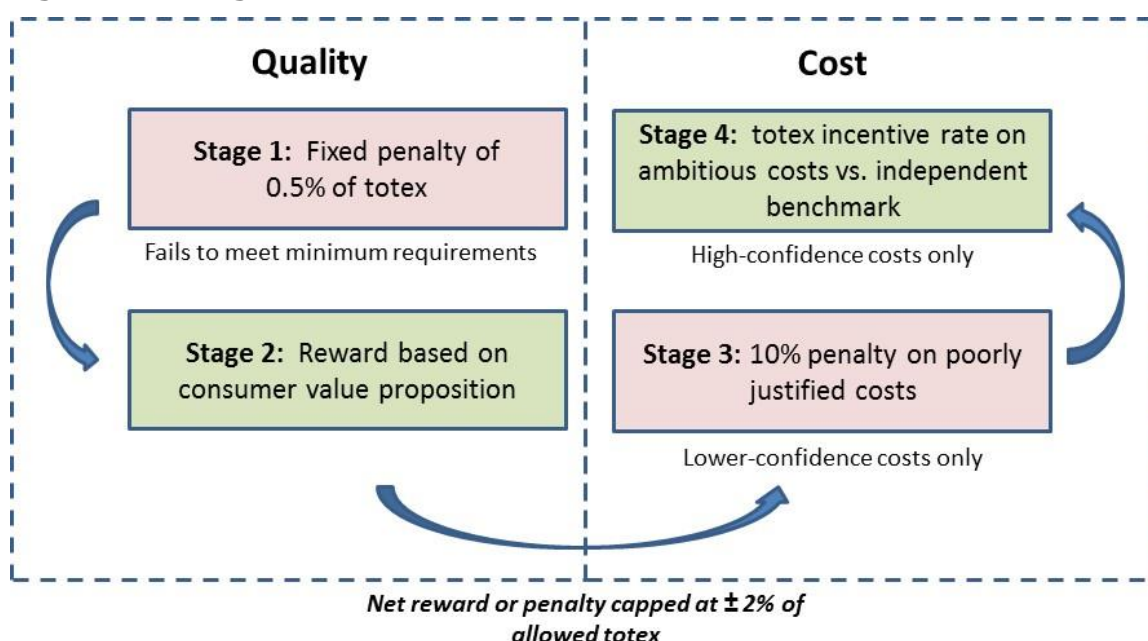 Quality
Stage 1: Fixed penalty of
0.5% of totex
Fails to meet minimum requirements
Stage 2: Reward based on
consumer value proposition
Cost
Stage 4: totex incentive rate on
ambitious costs vs. independent
benchmark
High-confidence costs only
Stage 3: 10% penalty on poorly
justified costs
Lower-confidence costs only
Net reward or penalty capped at ±2% of
allowed totex